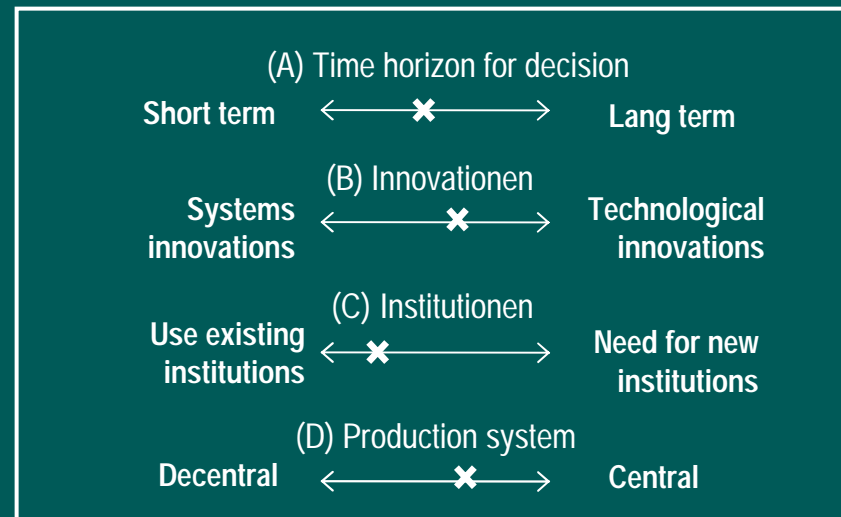 (A) Time horizon for decision
Short term
Lang term
(B) Innovationen
Systems
innovations
Technological
innovations
(C) Institutionen
Use existing
institutions
Need for new
institutions
(D) Production system
Decentral
Central